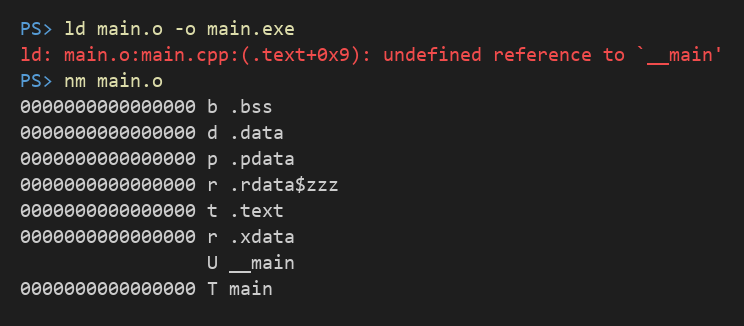 PS> ld main.o -o main.exe
ld: main.o:main.cpp:(.text+0x9): undefined reference to `__main'
PS> nm main.o
0000000000000000 b .bss
0000000000000000 d .data
0000000000000000 p .pdata
0000000000000000 r .rdata$zzz
0000000000000000 t .text
0000000000000000 r .xdata
                 U __main
0000000000000000 T main